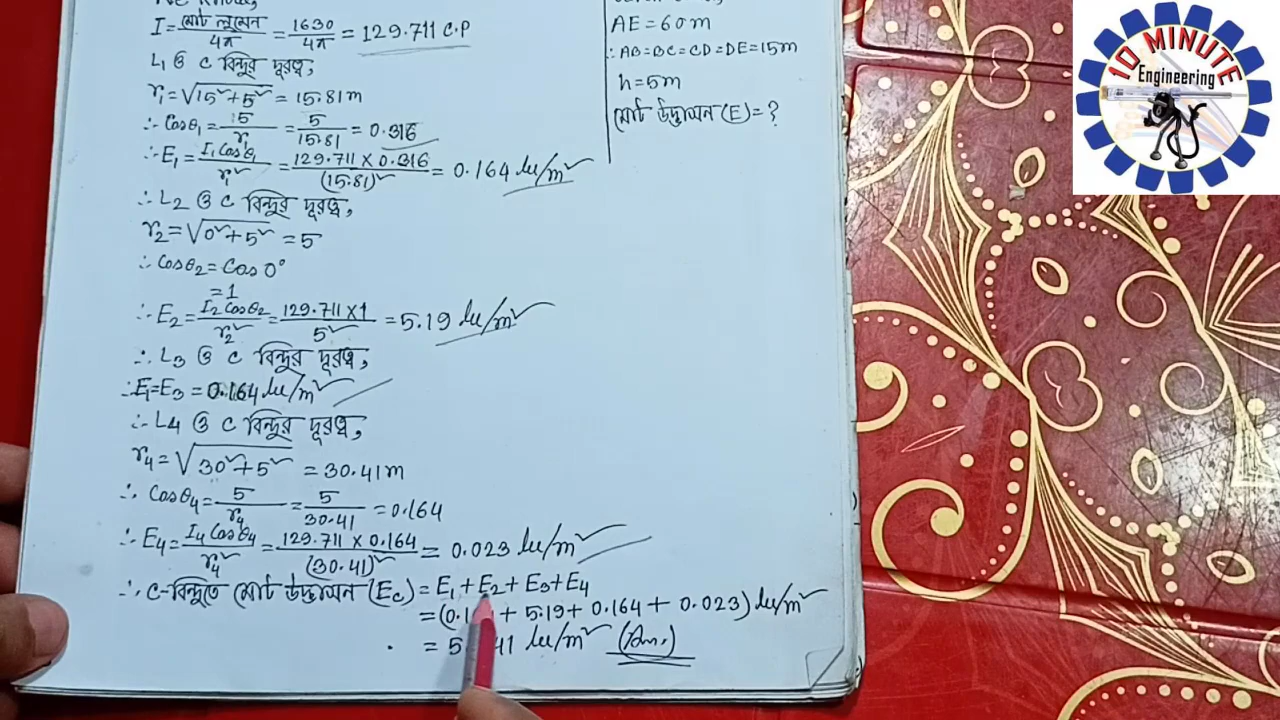 I = মোট লুমেন/4π = 1630/4π = 129.711 C.P
L₁ ও C বিন্দুর দূরত্ব,
r₁ = √15²+5² = 15.81 m
∴ Cosθ₁ = 5/r₁ = 5/15.81 = 0.316
∴ E₁ = I₁ Cosθ₁/r₁² = 129.711 × 0.316/(15.81)² = 0.164 lu/m²
∴ L2 ও C বিন্দুর দূরত্ব,
r₂ = √0²+5² = 5
∴ Cosθ₂ = Cos 0°
= 1
∴ E₂ = I₂ Cosθ₂/r₂² = 129.711 × 1/5² = 5.19 lu/m²
∴ L3 ও C বিন্দুর দূরত্ব,
∴ E₁ = E₃ = 0.164 lu/m²
∴ L4 ও C বিন্দুর দূরত্ব,
r₄ = √30²+5² = 30.41 m
∴ Cosθ₄ = 5/r₄ = 5/30.41 = 0.164
∴ E₄ = I₄ Cosθ₄/r₄² = 129.711 × 0.164/(30.41)² = 0.023 lu/m²
∴ C-বিন্দুতে মোট উদ্ভাসন (Ec) = E₁ + E₂ + E₃ + E₄
= ( + 5.19 + 0.164 + 0.023) lu/m²
= lu/m² (Ans.)
AE = 60 m
∴ AB = BC = CD = DE = 15 m
h = 5 m
মোট উদ্ভাসন (E) = ?
10 MINUTE
Engineering